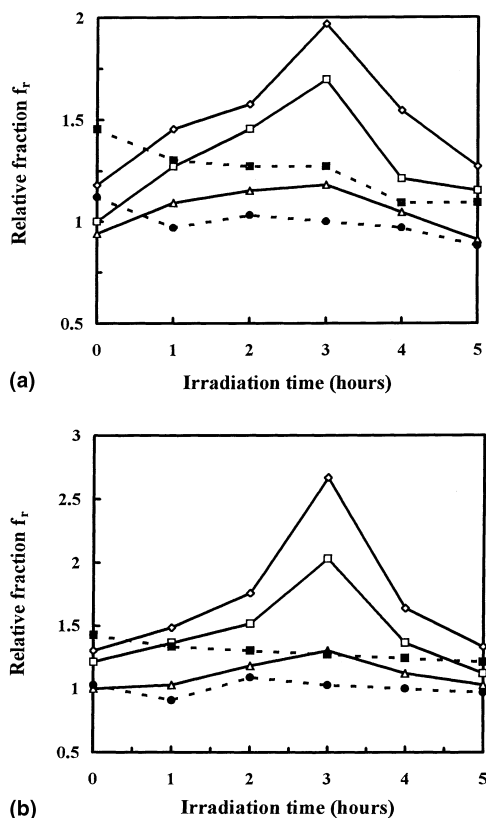 2
Relative fraction fr
1.5
1
0.5
0 1 2 3 4 5
(a) Irradiation time (hours)
3
2.5
Relative fraction fr
2
1.5
1
0.5
0 1 2 3 4 5
(b) Irradiation time (hours)